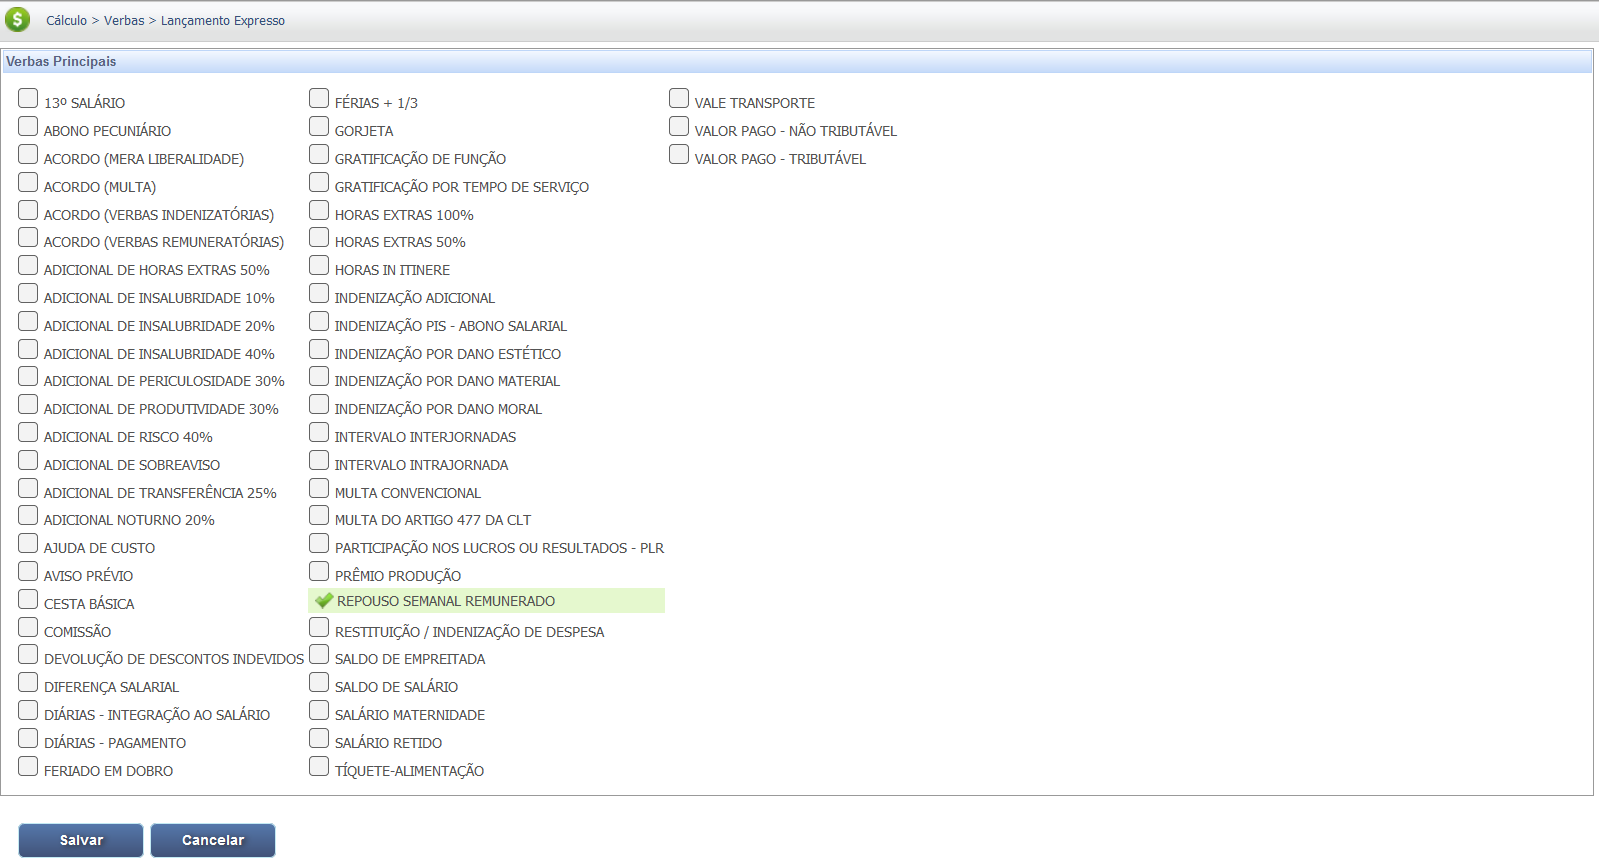 Cálculo > Verbas > Lançamento Expresso
Verbas Principais
13º SALÁRIO
ABONO PECUNIÁRIO
ACORDO (MERA LIBERALIDADE)
ACORDO (MULTA)
ACORDO (VERBAS INDENIZATÓRIAS)
ACORDO (VERBAS REMUNERATÓRIAS)
ADICIONAL DE HORAS EXTRAS 50%
ADICIONAL DE INSALUBRIDADE 10%
ADICIONAL DE INSALUBRIDADE 20%
ADICIONAL DE INSALUBRIDADE 40%
ADICIONAL DE PERICULOSIDADE 30%
ADICIONAL DE PRODUTIVIDADE 30%
ADICIONAL DE RISCO 40%
ADICIONAL DE SOBREAVISO
ADICIONAL DE TRANSFERÊNCIA 25%
ADICIONAL NOTURNO 20%
AJUDA DE CUSTO
AVISO PRÉVIO
CESTA BÁSICA
COMISSÃO
DEVOLUÇÃO DE DESCONTOS INDEVIDOS
DIFERENÇA SALARIAL
DIÁRIAS - INTEGRAÇÃO AO SALÁRIO
DIÁRIAS - PAGAMENTO
FERIADO EM DOBRO
FÉRIAS + 1/3
GORJETA
GRATIFICAÇÃO DE FUNÇÃO
GRATIFICAÇÃO POR TEMPO DE SERVIÇO
HORAS EXTRAS 100%
HORAS EXTRAS 50%
HORAS IN ITINERE
INDENIZAÇÃO ADICIONAL
INDENIZAÇÃO PIS - ABONO SALARIAL
INDENIZAÇÃO POR DANO ESTÉTICO
INDENIZAÇÃO POR DANO MATERIAL
INDENIZAÇÃO POR DANO MORAL
INTERVALO INTERJORNADAS
INTERVALO INTRAJORNADA
MULTA CONVENCIONAL
MULTA DO ARTIGO 477 DA CLT
PARTICIPAÇÃO NOS LUCROS OU RESULTADOS - PLR
PRÊMIO PRODUÇÃO
REPOUSO SEMANAL REMUNERADO
RESTITUIÇÃO / INDENIZAÇÃO DE DESPESA
SALDO DE EMPREITADA
SALDO DE SALÁRIO
SALÁRIO MATERNIDADE
SALÁRIO RETIDO
TÍQUETE-ALIMENTAÇÃO
VALE TRANSPORTE
VALOR PAGO - NÃO TRIBUTÁVEL
VALOR PAGO - TRIBUTÁVEL
Salvar
Cancelar